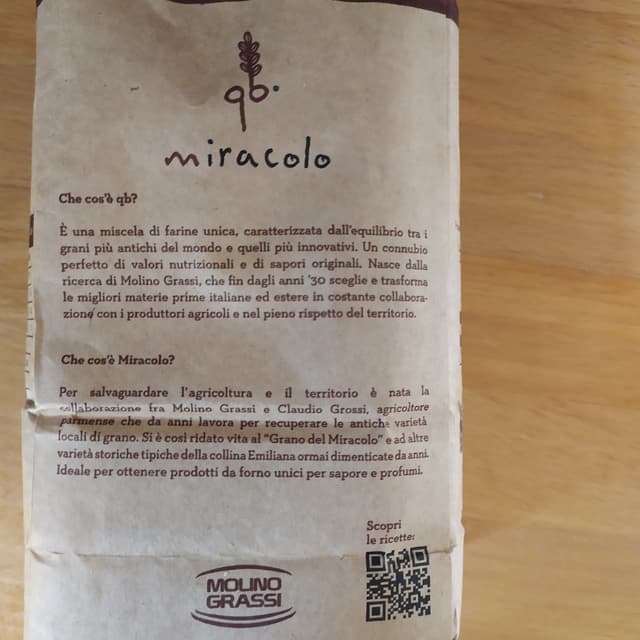 qb.
miracolo
Che cos'è qb?
È una miscela di farine unica, caratterizzata dall'equilibrio tra i
grani più antichi del mondo e quelli più innovativi. Un connubio
perfetto di valori nutrizionali e di sapori originali. Nasce dalla
ricerca di Molino Grassi, che fin dagli anni '30 sceglie e trasforma
le migliori materie prime italiane ed estere in costante collabora-
zione con i produttori agricoli e nel pieno rispetto del territorio.
Che cos'è Miracolo?
Per salvaguardare l'agricoltura e il territorio è nata la
collaborazione fra Molino Grassi e Claudio Grossi, agricoltore
parmense che da anni lavora per recuperare le antiche varietà
locali di grano. Si è così ridato vita al "Grano del Miracolo" e ad altre
varietà storiche tipiche della collina Emiliana ormai dimenticate da anni.
Ideale per ottenere prodotti da forno unici per sapore e profumi.
Scopri
le ricette:
MOLINO
GRASSI